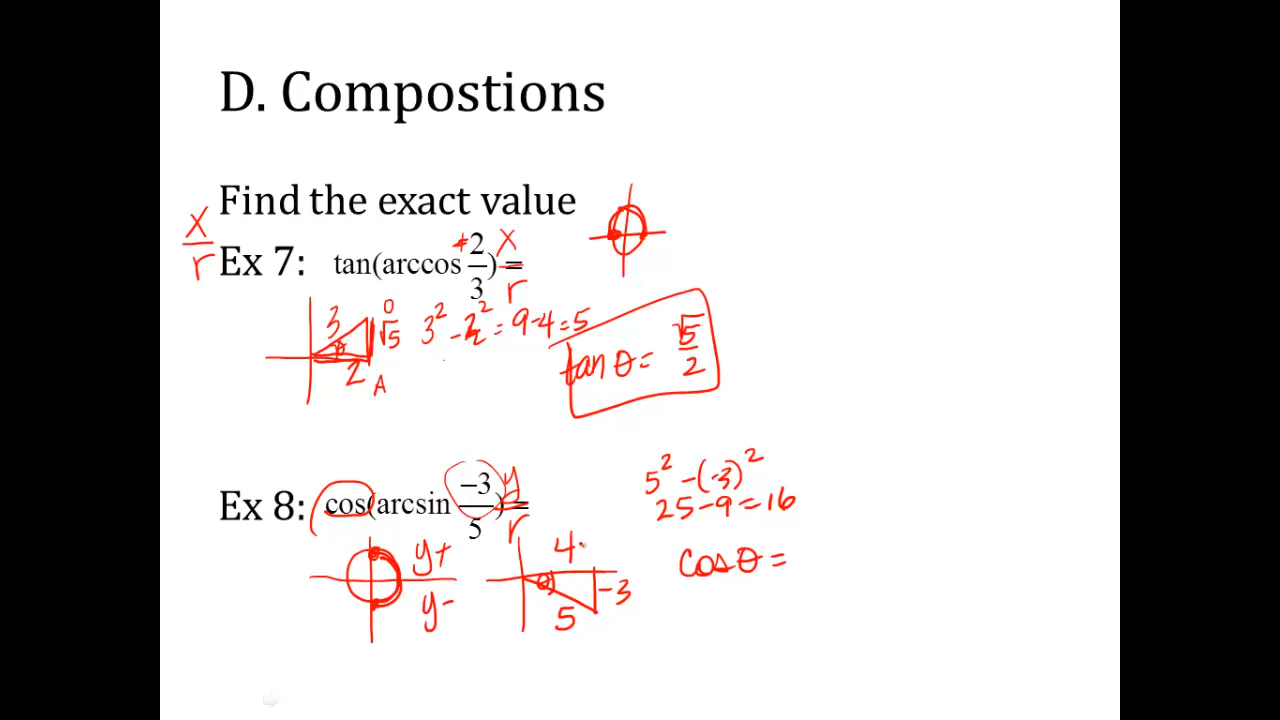 D. Compostions
Find the exact value
x/r
Ex 7: tan(arccos +2/3)= x/r
3 θ 2 A
O √5
3² - 2² = 9-4=5
tan θ = √5/2
Ex 8: cos(arcsin −3/5)= y/r
y+
y-
4
θ -3
5
5² -(-3)²
25-9=16
cos θ =